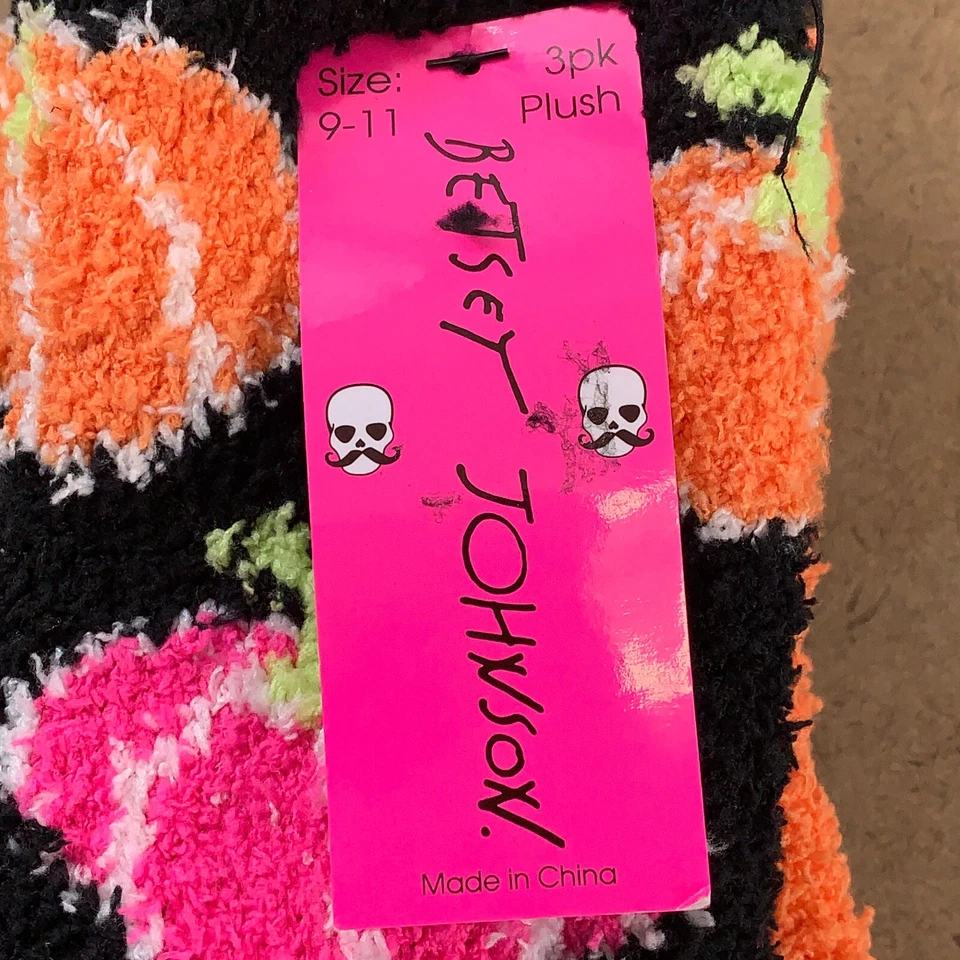 Size:
9-11
3pk
Plush
BETSEY JOHNSON.
Made in China